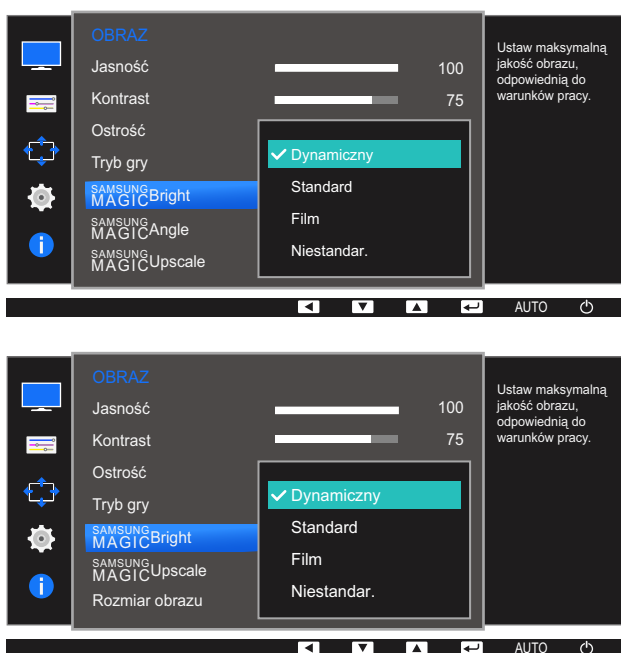 OBRAZ
Jasność 100
Kontrast 75
Ostrość
Tryb gry
SAMSUNG
MAGICBright
SAMSUNG
MAGICAngle
SAMSUNG
MAGICUpscale
Dynamiczny
Standard
Film
Niestandar.
Ustaw maksymalną
jakość obrazu,
odpowiednią do
warunków pracy.
AUTO
OBRAZ
Jasność 100
Kontrast 75
Ostrość
Tryb gry
SAMSUNG
MAGICBright
SAMSUNG
MAGICUpscale
Rozmiar obrazu
Dynamiczny
Standard
Film
Niestandar.
Ustaw maksymalną
jakość obrazu,
odpowiednią do
warunków pracy.
AUTO